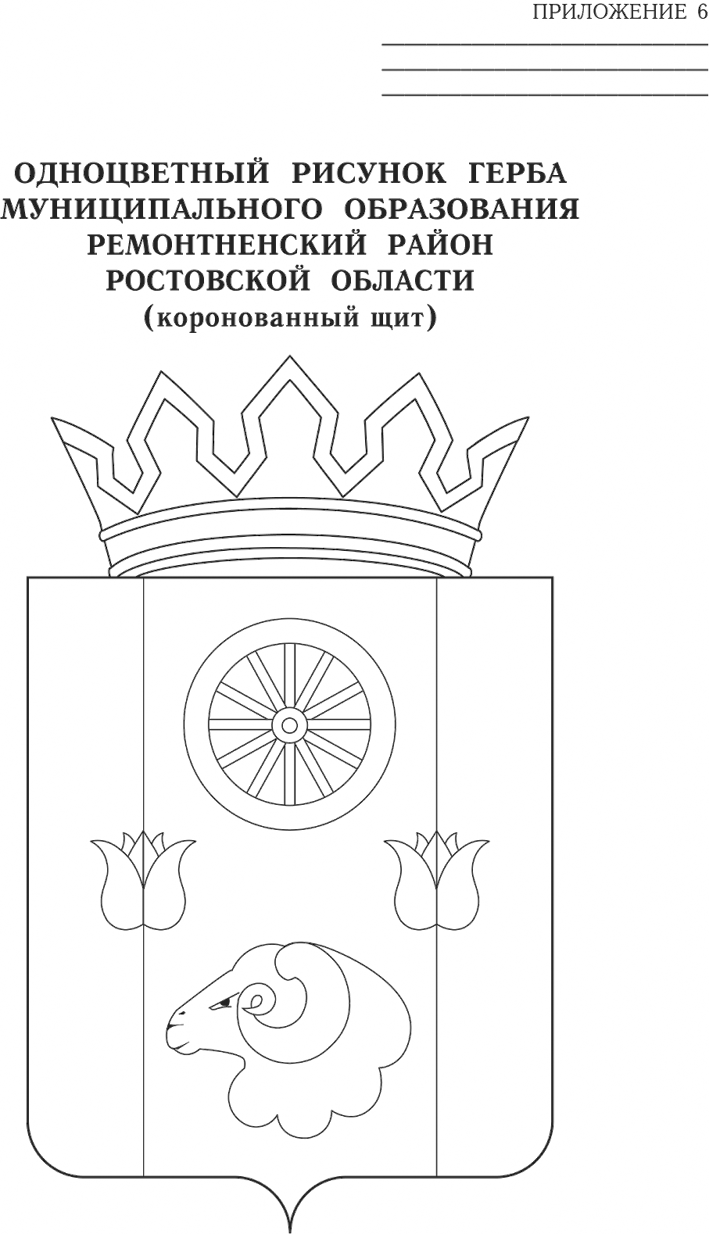 ПРИЛОЖЕНИЕ 6
ОДНОЦВЕТНЫЙ РИСУНОК ГЕРБА
МУНИЦИПАЛЬНОГО ОБРАЗОВАНИЯ
РЕМОНТНЕНСКИЙ РАЙОН
РОСТОВСКОЙ ОБЛАСТИ
(коронованный щит)